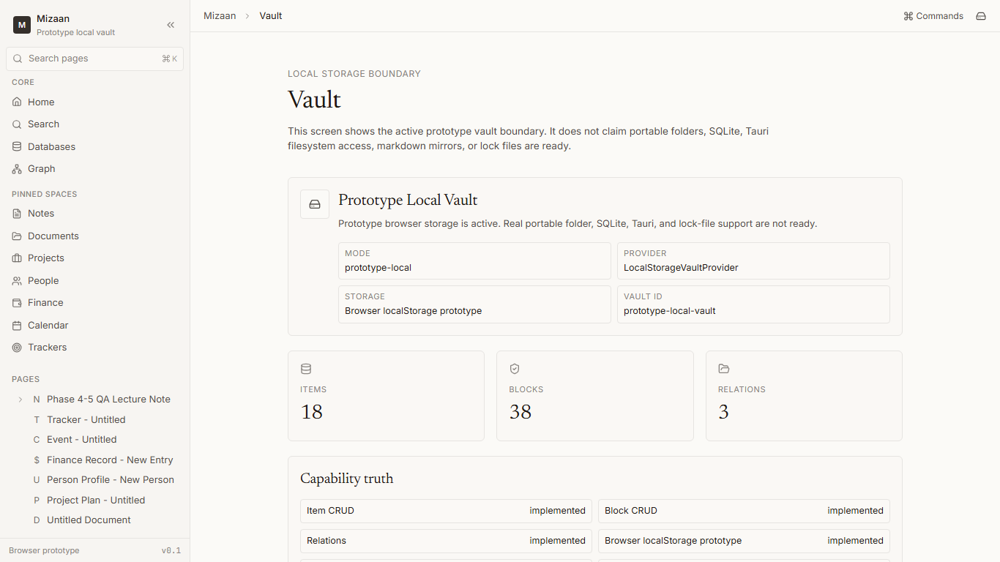 M
Mizaan
Prototype local vault
Search pages
⌘ K
CORE
Home
Search
Databases
Graph
PINNED SPACES
Notes
Documents
Projects
People
Finance
Calendar
Trackers
PAGES
N Phase 4-5 QA Lecture Note
T Tracker - Untitled
C Event - Untitled
$ Finance Record - New Entry
U Person Profile - New Person
P Project Plan - Untitled
D Untitled Document
Browser prototype v0.1
Mizaan > Vault
⌘ Commands
LOCAL STORAGE BOUNDARY
Vault
This screen shows the active prototype vault boundary. It does not claim portable folders, SQLite, Tauri
filesystem access, markdown mirrors, or lock files are ready.
Prototype Local Vault
Prototype browser storage is active. Real portable folder, SQLite, Tauri, and lock-file support are not ready.
MODE
prototype-local
PROVIDER
LocalStorageVaultProvider
STORAGE
Browser localStorage prototype
VAULT ID
prototype-local-vault
ITEMS
18
BLOCKS
38
RELATIONS
3
Capability truth
Item CRUD implemented
Block CRUD implemented
Relations implemented
Browser localStorage prototype implemented